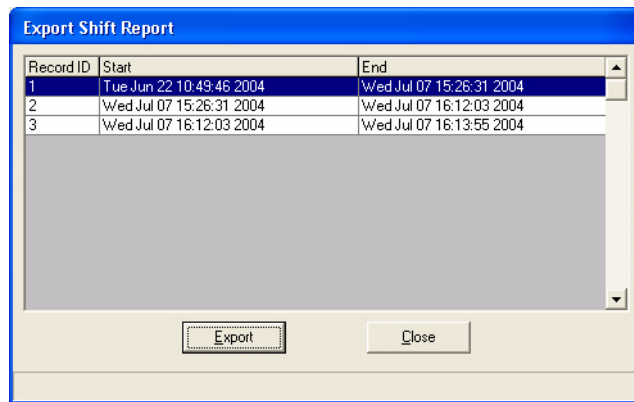 Export Shift Report
Record ID Start End
1 Tue Jun 22 10:49:46 2004 Wed Jul 07 15:26:31 2004
2 Wed Jul 07 15:26:31 2004 Wed Jul 07 16:12:03 2004
3 Wed Jul 07 16:12:03 2004 Wed Jul 07 16:13:55 2004
Export Close